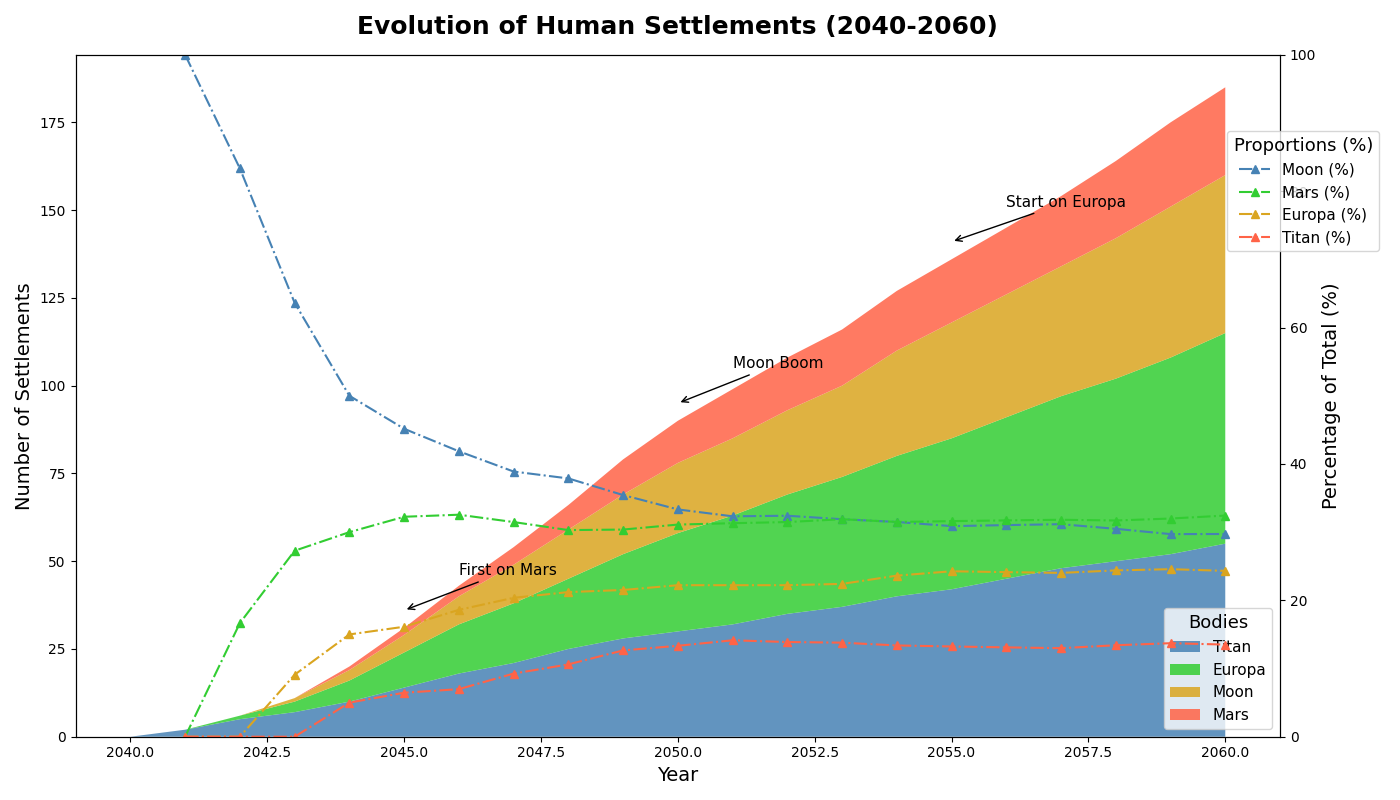 Evolution of Human Settlements (2040-2060)
Number of Settlements
175
150
125
100
75
50
25
0
2040.0
2042.5
2045.0
2047.5
2050.0
2052.5
2055.0
2057.5
2060.0
Year
First on Mars
Moon Boom
Start on Europa
100
60
40
20
0
Percentage of Total (%)
Proportions (%)
Moon (%)
Mars (%)
Europa (%)
Titan (%)
Bodies
Titan
Europa
Moon
Mars